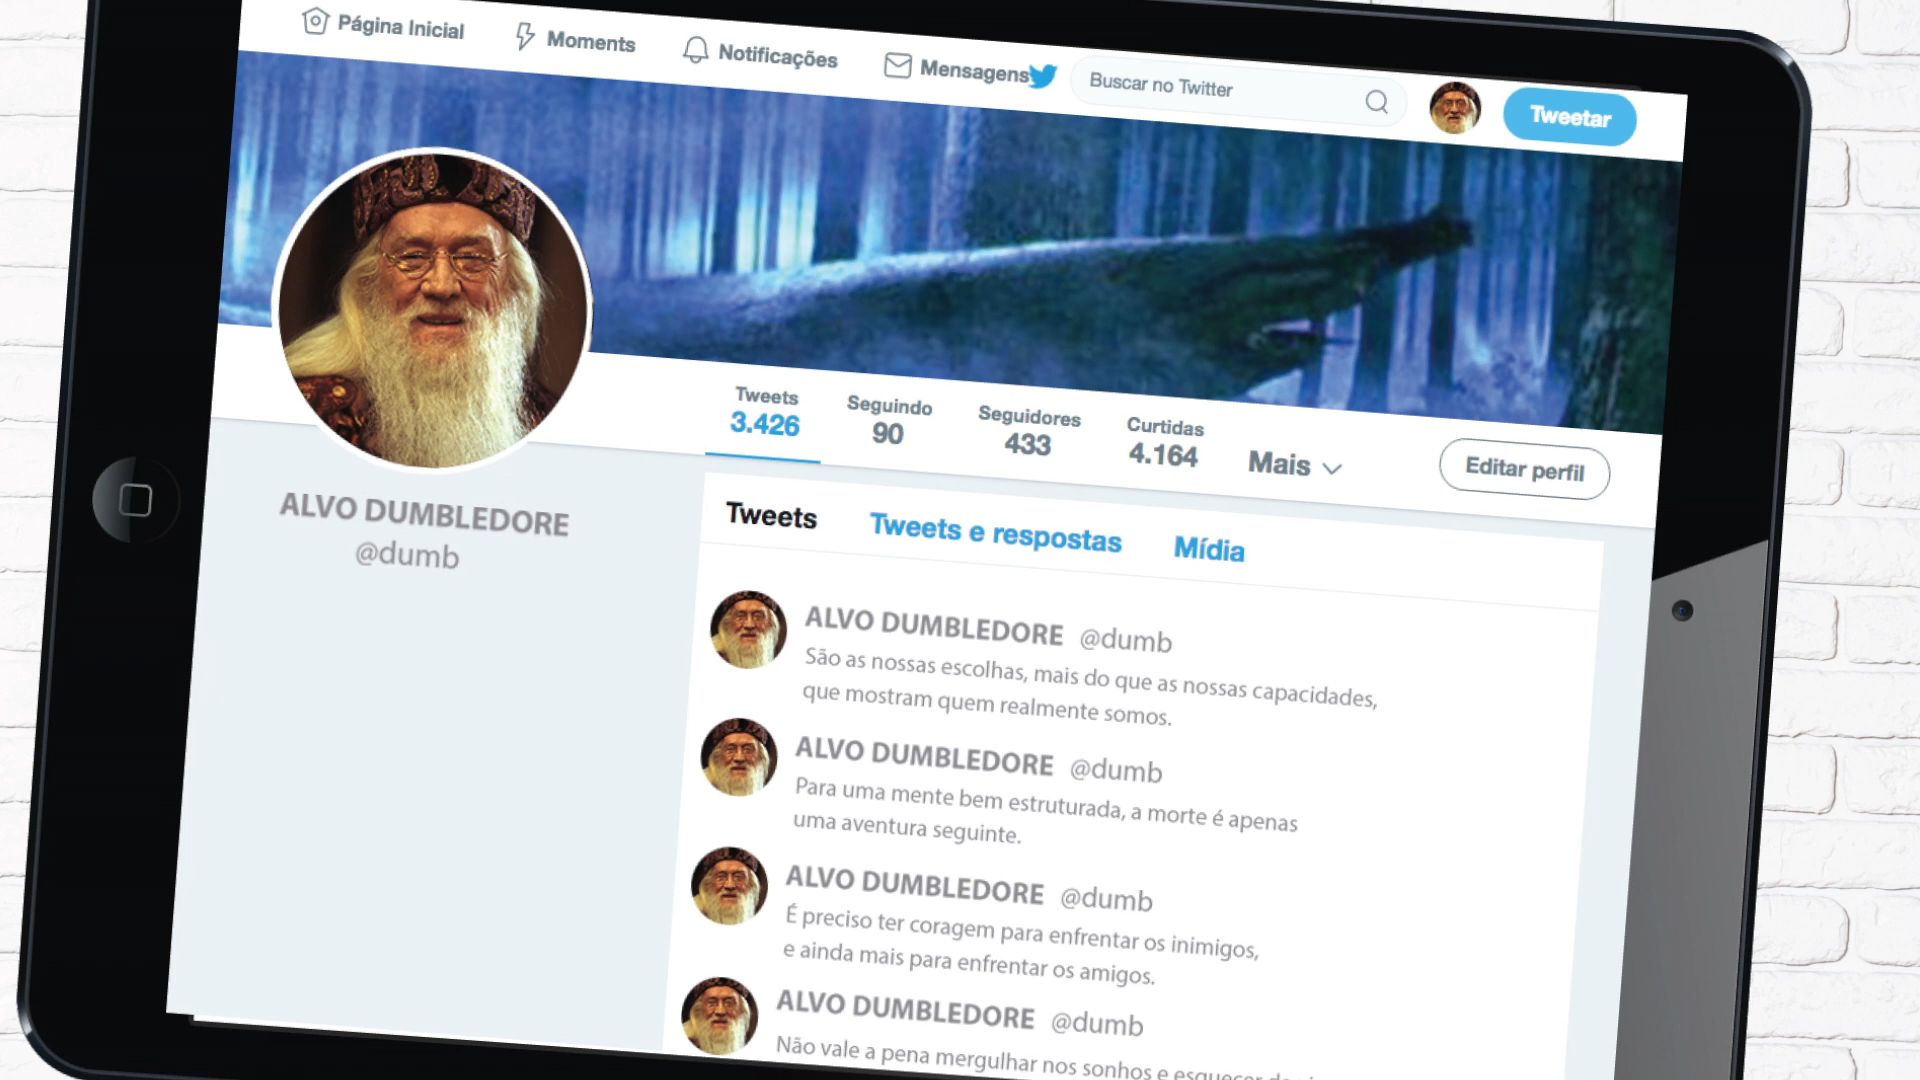 Página Inicial
Moments
Notificações
Mensagens
Buscar no Twitter
Tweetar
Tweets
3.426
Seguindo
90
Seguidores
433
Curtidas
4.164
Mais
Editar perfil
ALVO DUMBLEDORE
@dumb
Tweets
Tweets e respostas
Mídia
ALVO DUMBLEDORE @dumb
São as nossas escolhas, mais do que as nossas capacidades,
que mostram quem realmente somos.
ALVO DUMBLEDORE @dumb
Para uma mente bem estruturada, a morte é apenas
uma aventura seguinte.
ALVO DUMBLEDORE @dumb
É preciso ter coragem para enfrentar os inimigos,
e ainda mais para enfrentar os amigos.
ALVO DUMBLEDORE @dumb
Não vale a pena mergulhar nos sonhos e esquecer